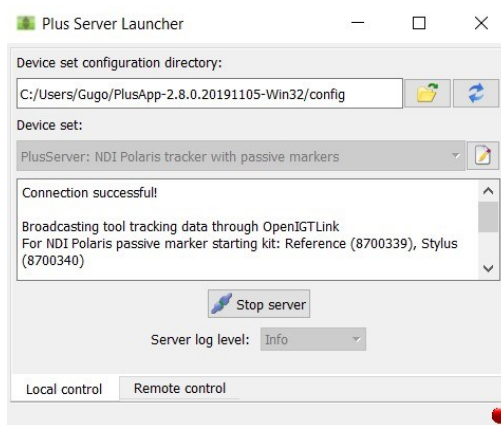 Plus Server Launcher
Device set configuration directory:
C:/Users/Gugo/PlusApp-2.8.0.20191105-Win32/config
Device set:
PlusServer: NDI Polaris tracker with passive markers
Connection successful!
Broadcasting tool tracking data through OpenIGTLink
For NDI Polaris passive marker starting kit: Reference (8700339), Stylus
(8700340)
Stop server
Server log level: Info
Local control Remote control